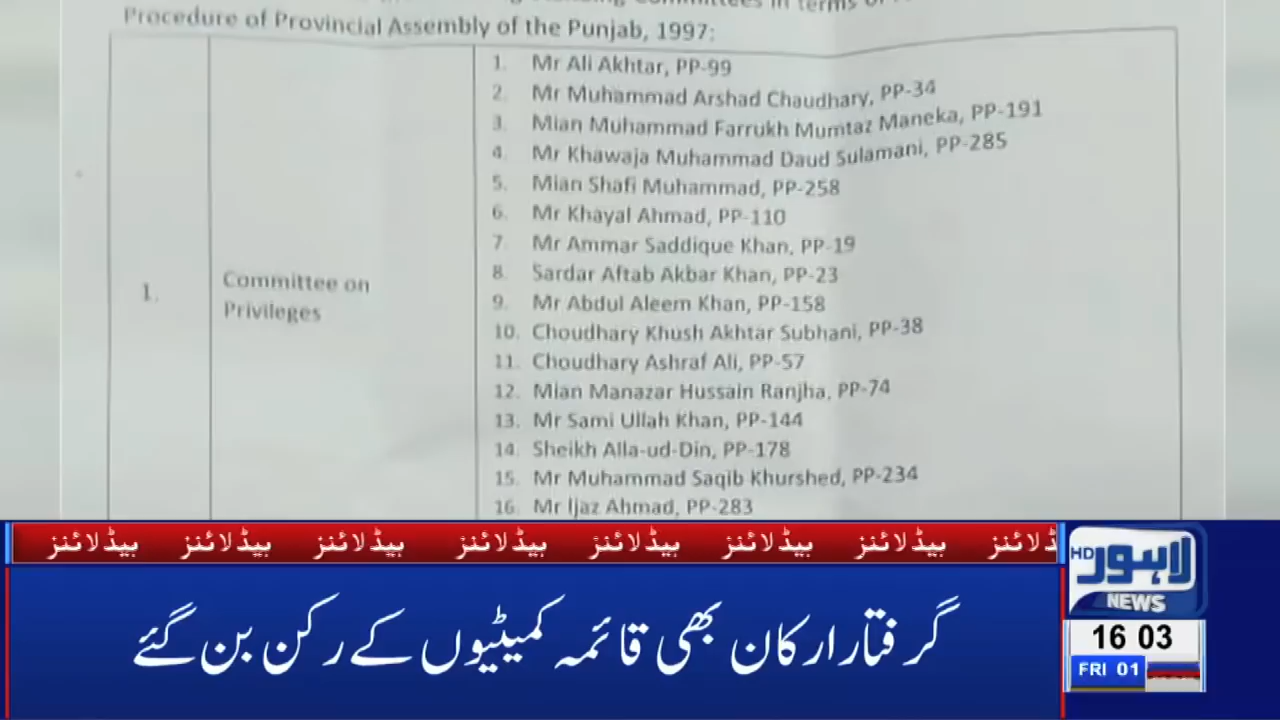 Standing Committees in terms of
Procedure of Provincial Assembly of the Punjab, 1997:
1. Committee on
Privileges
1. Mr Ali Akhtar, PP-99
2. Mr Muhammad Arshad Chaudhary, PP-34
3. Mian Muhammad Farrukh Mumtaz Maneka, PP-191
4. Mr Khawaja Muhammad Daud Sulamani, PP-285
5. Mian Shafi Muhammad, PP-258
6. Mr Khayal Ahmad, PP-110
7. Mr Ammar Saddique Khan, PP-19
8. Sardar Aftab Akbar Khan, PP-23
9. Mr Abdul Aleem Khan, PP-158
10. Choudhary Khush Akhtar Subhani, PP-38
11. Choudhary Ashraf Ali, PP-57
12. Mian Manazar Hussain Ranjha, PP-74
13. Mr Sami Ullah Khan, PP-144
14. Sheikh Alla-ud-Din, PP-178
15. Mr Muhammad Saqib Khurshed, PP-234
16. Mr Ijaz Ahmad, PP-283
ہیڈلائنز ہیڈلائنز ہیڈلائنز ہیڈلائنز ہیڈلائنز ہیڈلائنز ہیڈلائنز
گرفتار ارکان بھی قائمہ کمیٹیوں کے رکن بن گئے
لاہور HD
NEWS
16 03
FRI 01